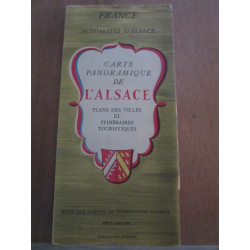 FRANCE
ACTUALITÉS D'ALSACE
CARTE
PANORAMIQUE
DE
L'ALSACE
PLANS DES VILLES
ET
ITINÉRAIRES
TOURISTIQUES